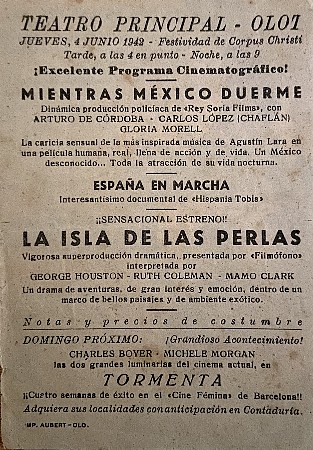 TEATRO PRINCIPAL - OLOT
JUEVES, 4 JUNIO 1942 - Festividad de Corpus Christi
Tarde, a las 4 en punto - Noche, a las 9
¡Excelente Programa Cinematográfico!
MIENTRAS MÉXICO DUERME
Dinámica producción policíaca de «Rey Soria Films», con
ARTURO DE CÓRDOBA - CARLOS LÓPEZ (CHAFLÁN)
GLORIA MORELL
La caricia sensual de la más inspirada música de Agustín Lara en
una película humana, real, llena de acción y de vida. Un México
desconocido... Toda la atracción de su vida nocturna.
ESPAÑA EN MARCHA
Interesantísimo documental de «Hispania Tobis»
¡¡SENSACIONAL ESTRENO!!
LA ISLA DE LAS PERLAS
Vigorosa superproducción dramática, presentada por «Filmófono»
interpretada por
GEORGE HOUSTON - RUTH COLEMAN - MAMO CLARK
Un drama de aventuras, de gran interés y emoción, dentro de un
marco de bellos paisajes y de ambiente exótico.
Notas y precios de costumbre
DOMINGO PRÓXIMO: ¡Grandioso Acontecimiento!
CHARLES BOYER - MICHELE MORGAN
las dos grandes luminarias del cine actual, en
TORMENTA
¡¡Cuatro semanas de éxito en el «Cine Fémina» de Barcelona!!
Adquiera sus localidades con anticipación en Contaduría.
IMP. AUBERT - OLO.